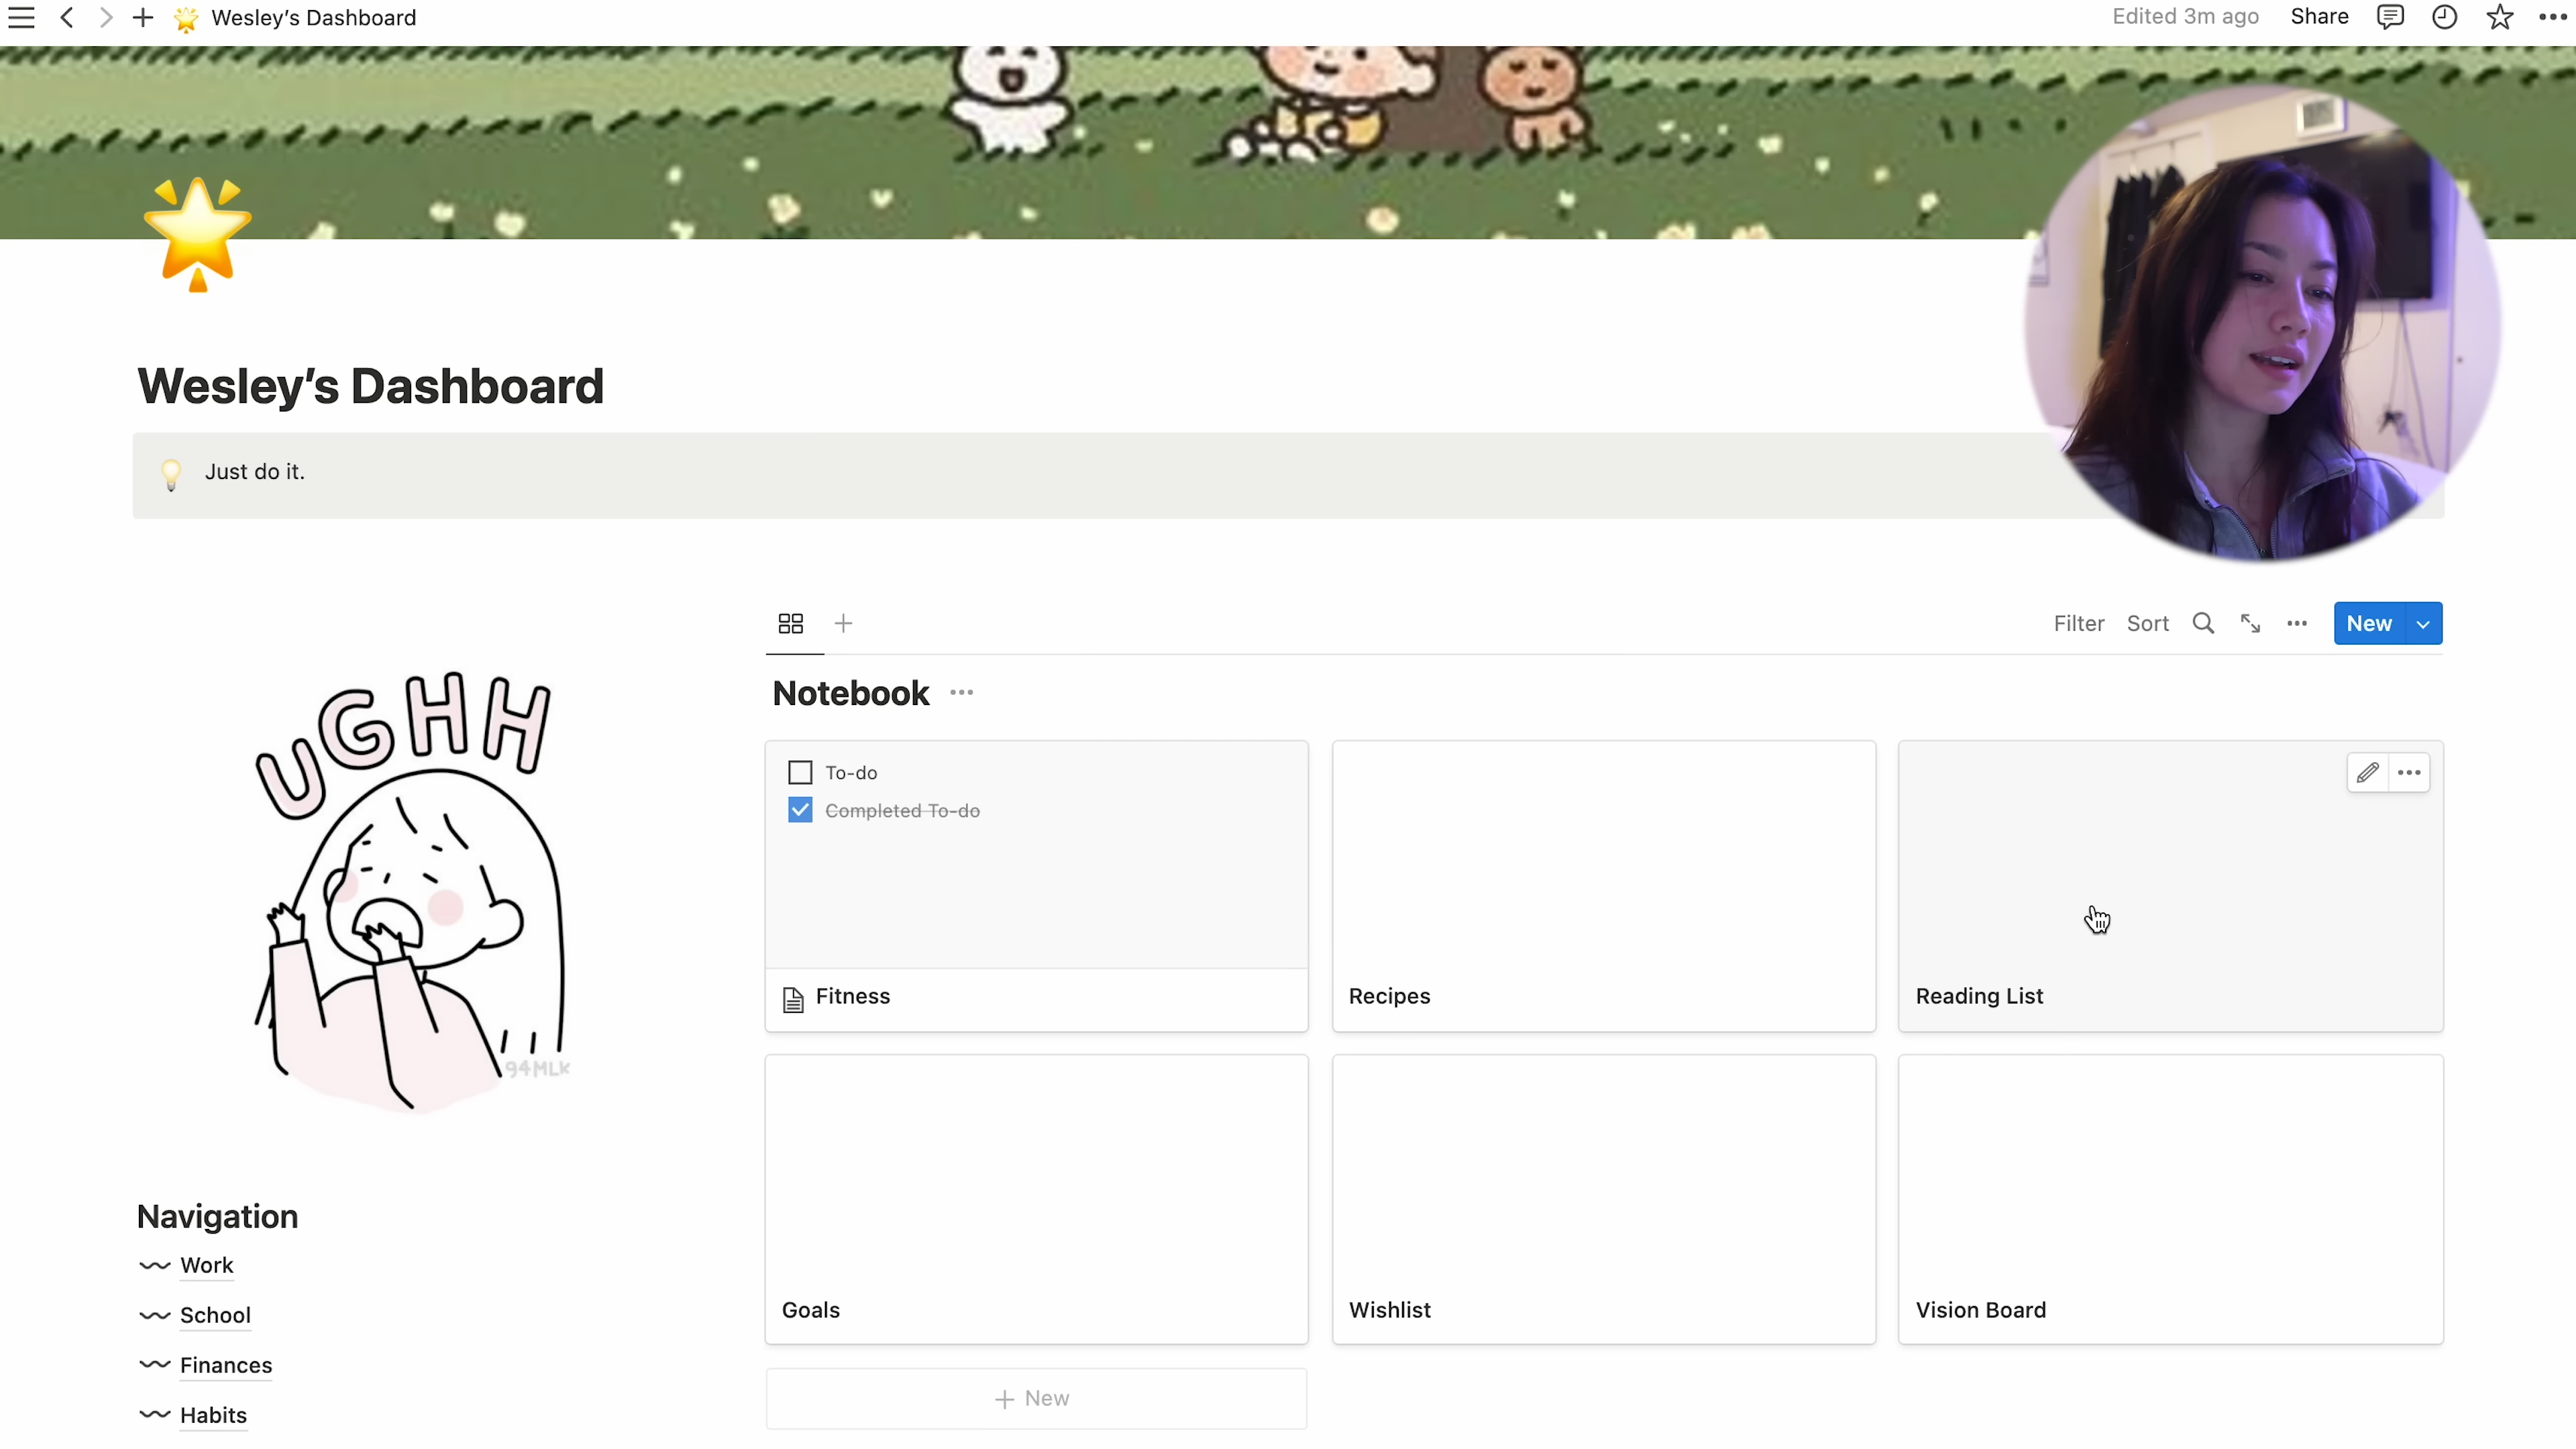 Wesley’s Dashboard
Edited 3m ago Share
Wesley’s Dashboard
Just do it.
Filter Sort New
UGHH
94MLK
Notebook
To-do
Completed To-do
Fitness
Recipes
Reading List
Goals
Wishlist
Vision Board
New
Navigation
Work
School
Finances
Habits